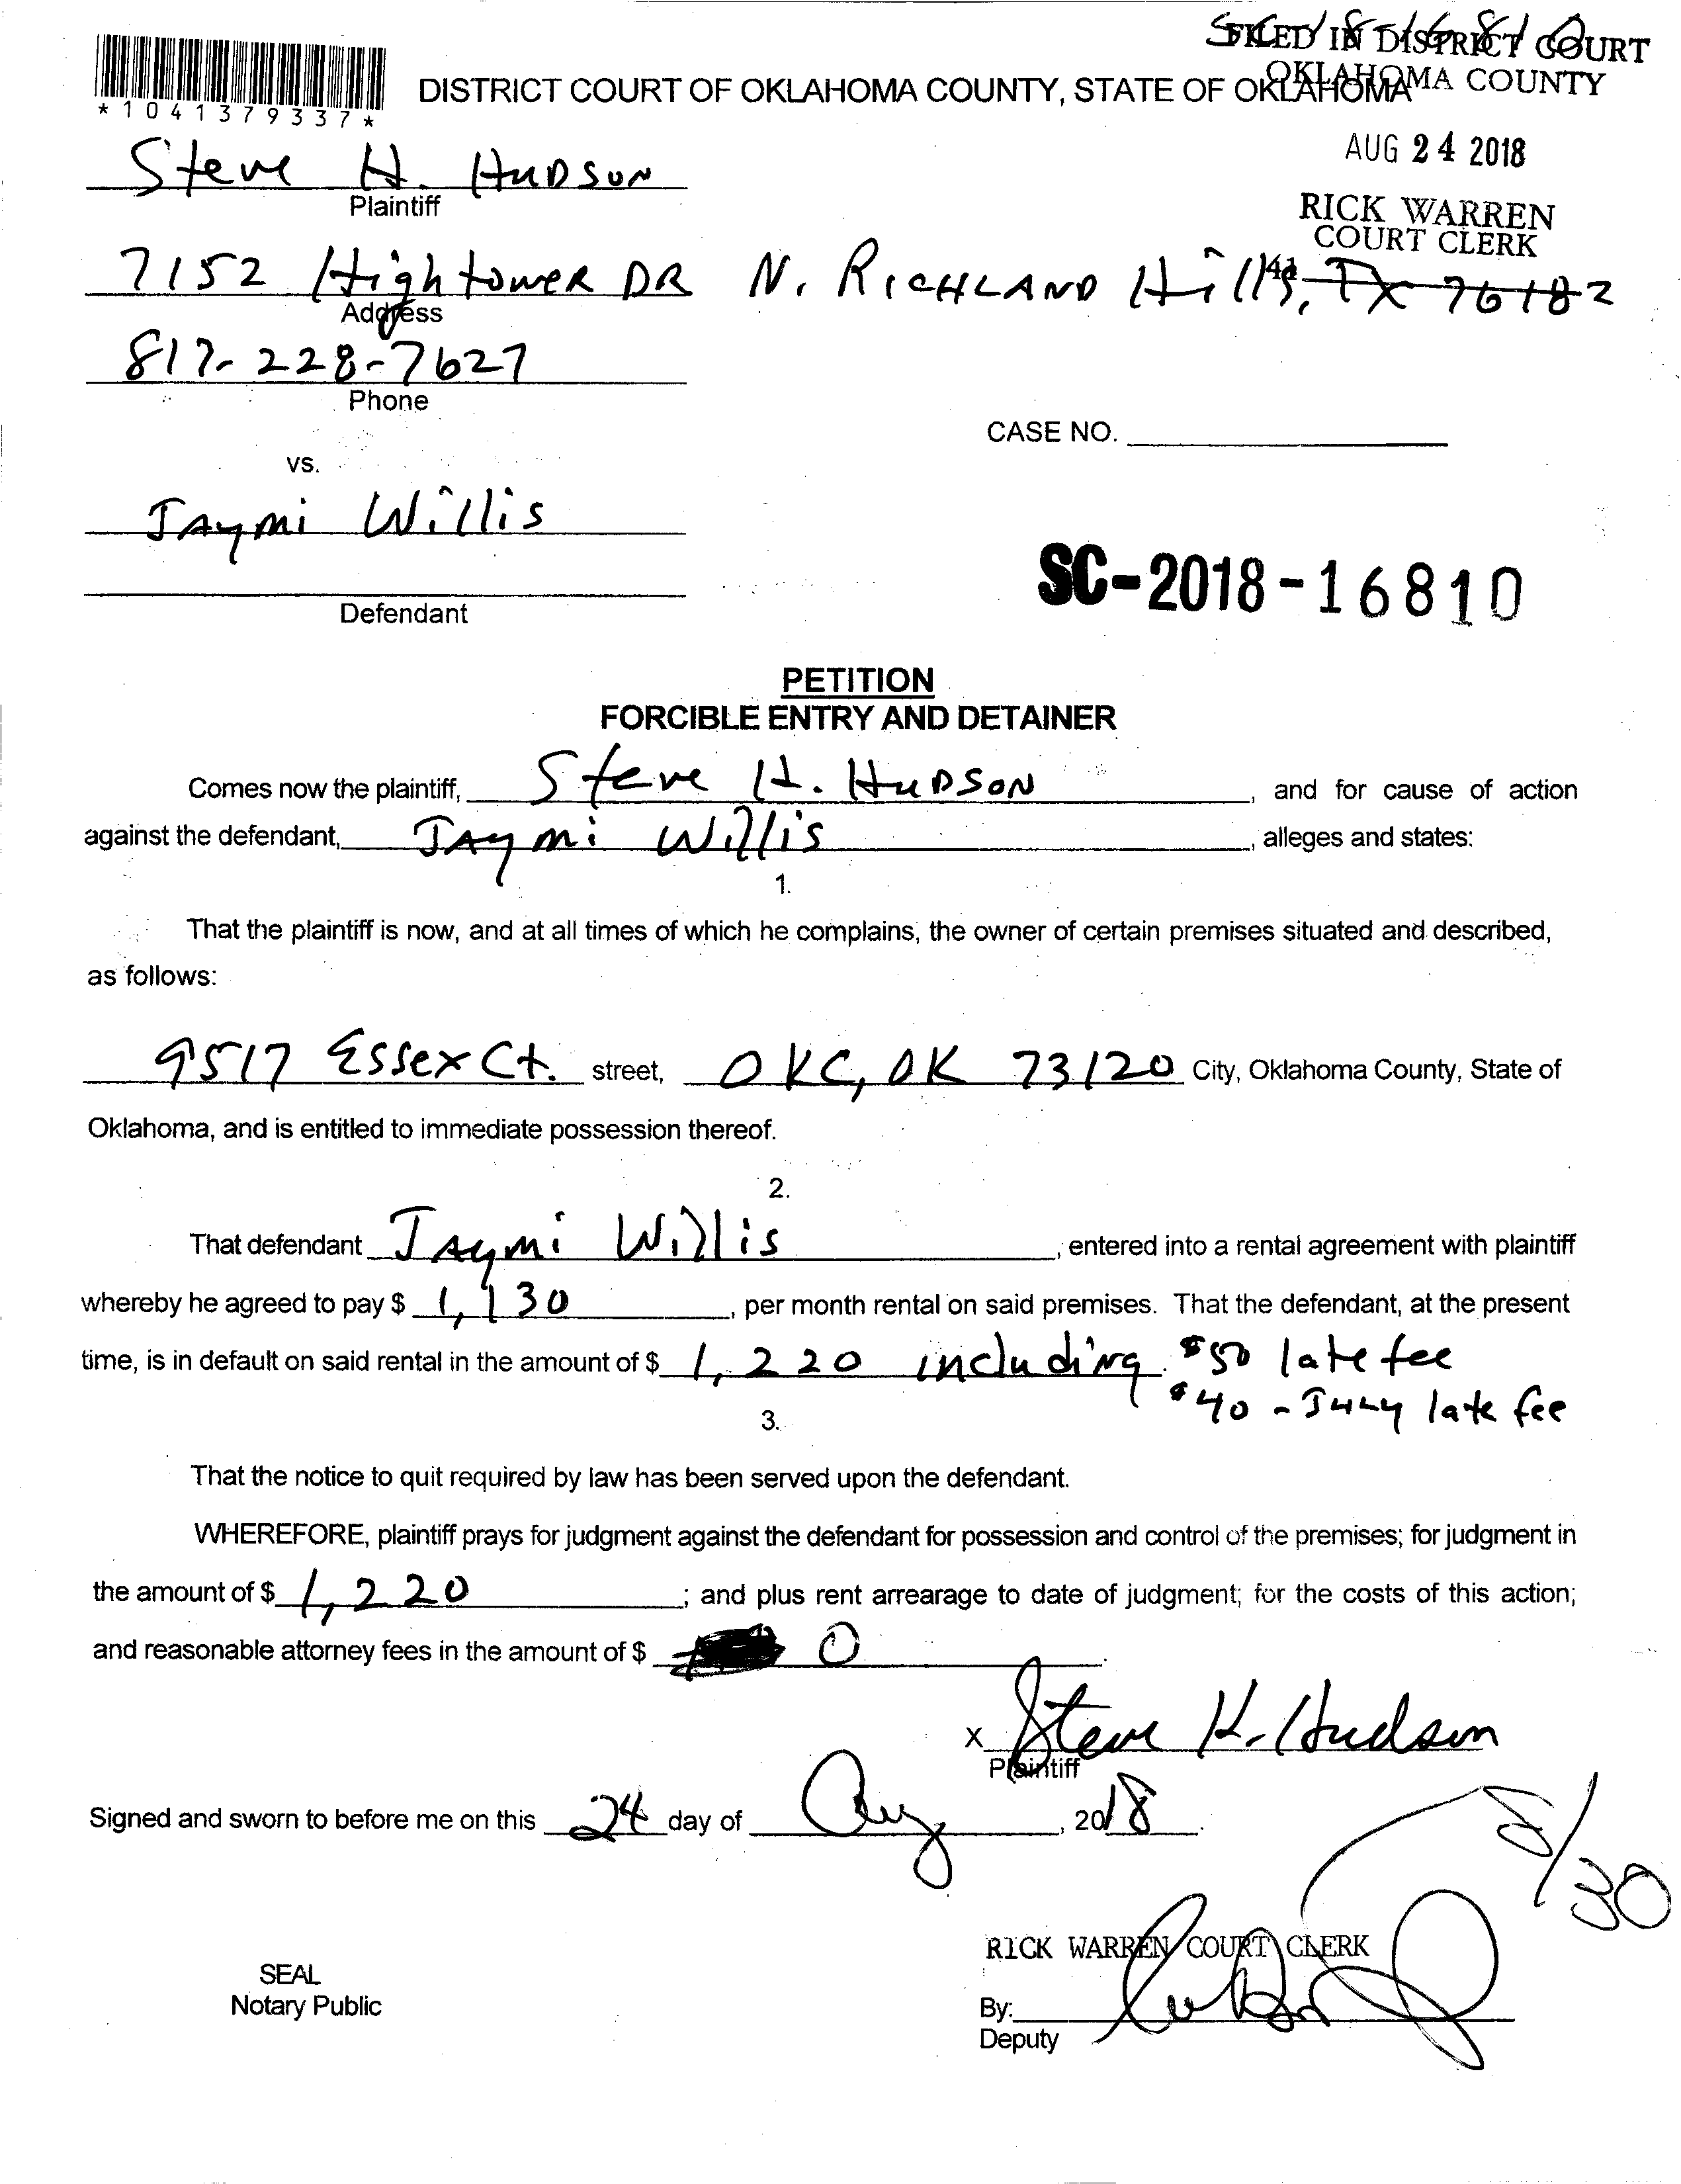 SC-18-16810
FILED IN DISTRICT COURT
OKLAHOMA COUNTY
*1041379337*
DISTRICT COURT OF OKLAHOMA COUNTY, STATE OF OKLAHOMA
AUG 24 2018
Steve H. HUDSON
Plaintiff
RICK WARREN
COURT CLERK
7152 Hightower DR N. RICHLAND Hills, TX 76182
Address
817-228-7627
Phone
CASE NO.
vs.
JAymi Willis
SC-2018-16810
Defendant
PETITION
FORCIBLE ENTRY AND DETAINER
Comes now the plaintiff, Steve H. HUDSON, and for cause of action
against the defendant, JAymi Willis, alleges and states:
1.
That the plaintiff is now, and at all times of which he complains, the owner of certain premises situated and described,
as follows:
9517 Essex Ct. street, OKC, OK 73120 City, Oklahoma County, State of
Oklahoma, and is entitled to immediate possession thereof.
2.
That defendant JAymi Willis, entered into a rental agreement with plaintiff
whereby he agreed to pay $ 1,130, per month rental on said premises. That the defendant, at the present
time, is in default on said rental in the amount of $ 1,220 including $50 late fee
$40 - JULY late fee
3.
That the notice to quit required by law has been served upon the defendant.
WHEREFORE, plaintiff prays for judgment against the defendant for possession and control of the premises; for judgment in
the amount of $ 1,220; and plus rent arrearage to date of judgment; for the costs of this action;
and reasonable attorney fees in the amount of $ 0.
X Steve H. Hudson
Plaintiff
Signed and sworn to before me on this 24 day of Aug, 2018.
8/30
RICK WARREN COURT CLERK
SEAL
Notary Public
By:
Deputy